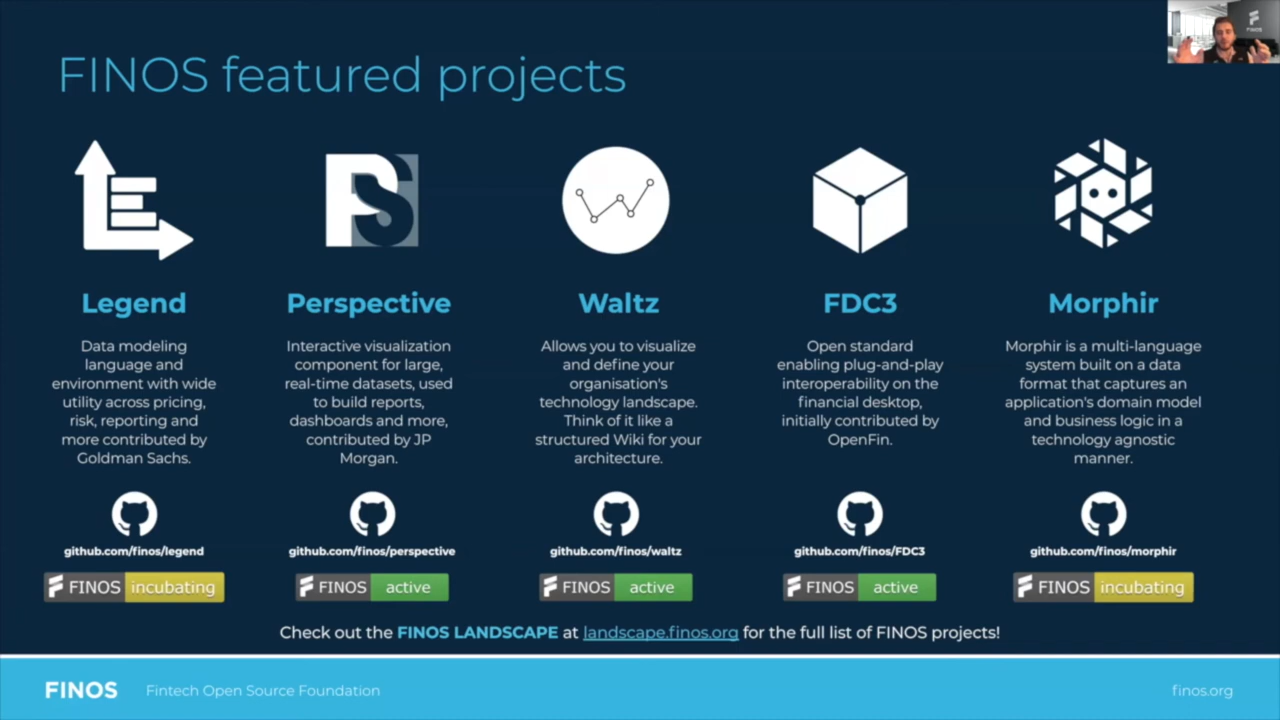 FINOS featured projects
FINOS
PS
Legend
Data modeling
language and
environment with wide
utility across pricing,
risk, reporting and
more contributed by
Goldman Sachs.
github.com/finos/legend
FINOS incubating
Perspective
Interactive visualization
component for large,
real-time datasets, used
to build reports,
dashboards and more,
contributed by JP
Morgan.
github.com/finos/perspective
FINOS active
Waltz
Allows you to visualize
and define your
organisation's
technology landscape.
Think of it like a
structured Wiki for your
architecture.
github.com/finos/waltz
FINOS active
FDC3
Open standard
enabling plug-and-play
interoperability on the
financial desktop,
initially contributed by
OpenFin.
github.com/finos/FDC3
FINOS active
Morphir
Morphir is a multi-language
system built on a data
format that captures an
application's domain model
and business logic in a
technology agnostic
manner.
github.com/finos/morphir
FINOS incubating
Check out the FINOS LANDSCAPE at landscape.finos.org for the full list of FINOS projects!
FINOS Fintech Open Source Foundation
finos.org